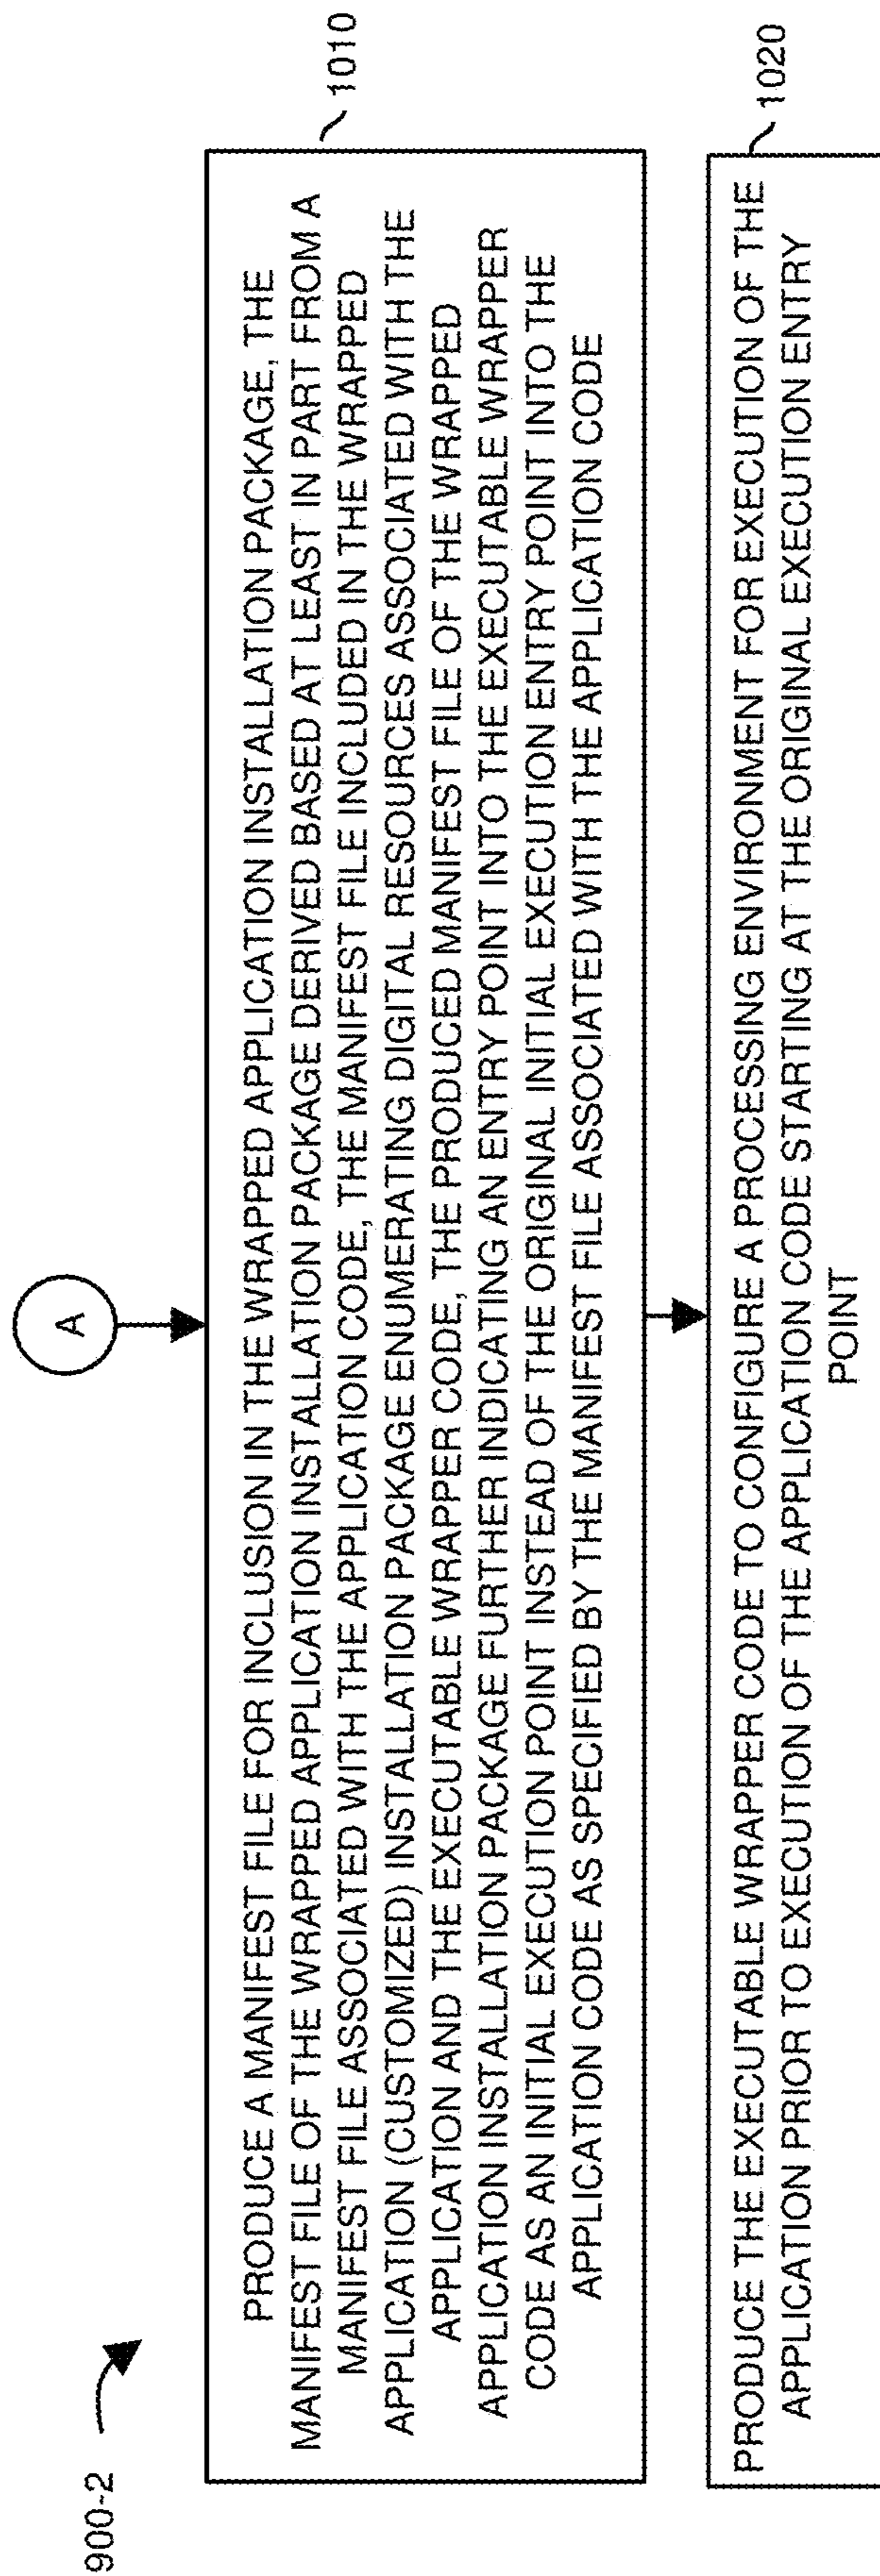 900-2
A
1010
PRODUCE A MANIFEST FILE FOR INCLUSION IN THE WRAPPED APPLICATION INSTALLATION PACKAGE, THE
MANIFEST FILE OF THE WRAPPED APPLICATION INSTALLATION PACKAGE DERIVED BASED AT LEAST IN PART FROM A
MANIFEST FILE ASSOCIATED WITH THE APPLICATION CODE, THE MANIFEST FILE INCLUDED IN THE WRAPPED
APPLICATION (CUSTOMIZED) INSTALLATION PACKAGE ENUMERATING DIGITAL RESOURCES ASSOCIATED WITH THE
APPLICATION AND THE EXECUTABLE WRAPPER CODE, THE PRODUCED MANIFEST FILE OF THE WRAPPED
APPLICATION INSTALLATION PACKAGE FURTHER INDICATING AN ENTRY POINT INTO THE EXECUTABLE WRAPPER
CODE AS AN INITIAL EXECUTION POINT INSTEAD OF THE ORIGINAL INITIAL EXECUTION ENTRY POINT INTO THE
APPLICATION CODE AS SPECIFIED BY THE MANIFEST FILE ASSOCIATED WITH THE APPLICATION CODE
1020
PRODUCE THE EXECUTABLE WRAPPER CODE TO CONFIGURE A PROCESSING ENVIRONMENT FOR EXECUTION OF THE
APPLICATION PRIOR TO EXECUTION OF THE APPLICATION CODE STARTING AT THE ORIGINAL EXECUTION ENTRY
POINT